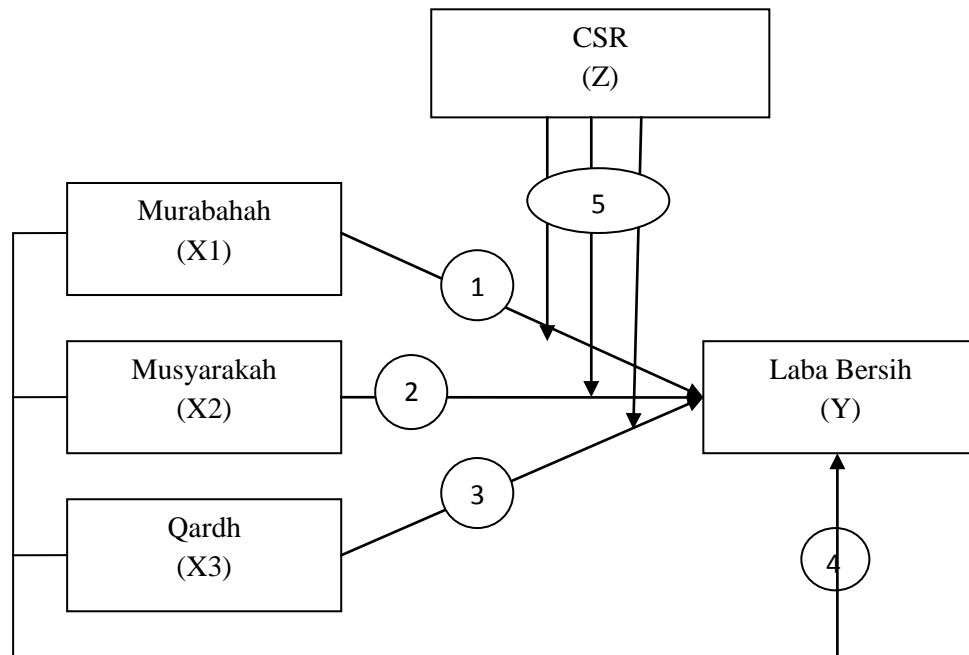 CSR
(Z)
5
Murabahah
(X1)
1
Musyarakah
(X2)
2
Laba Bersih
(Y)
3
Qardh
(X3)
4